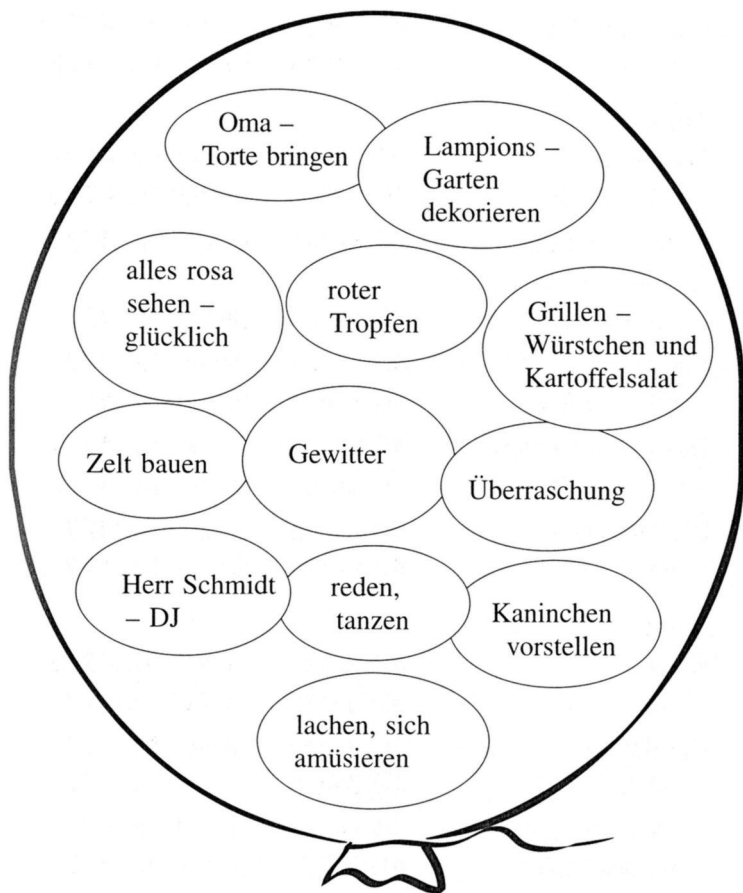 Oma –
Torte bringen
Lampions –
Garten
dekorieren
alles rosa
sehen –
glücklich
roter
Tropfen
Grillen –
Würstchen und
Kartoffelsalat
Zelt bauen
Gewitter
Überraschung
Herr Schmidt
– DJ
reden,
tanzen
Kaninchen
vorstellen
lachen, sich
amüsieren